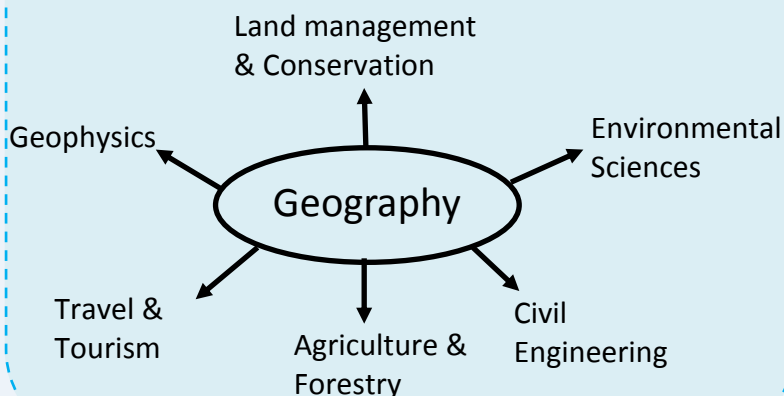 Land management
& Conservation
Geophysics
Environmental
Sciences
Geography
Travel &
Tourism
Agriculture &
Forestry
Civil
Engineering